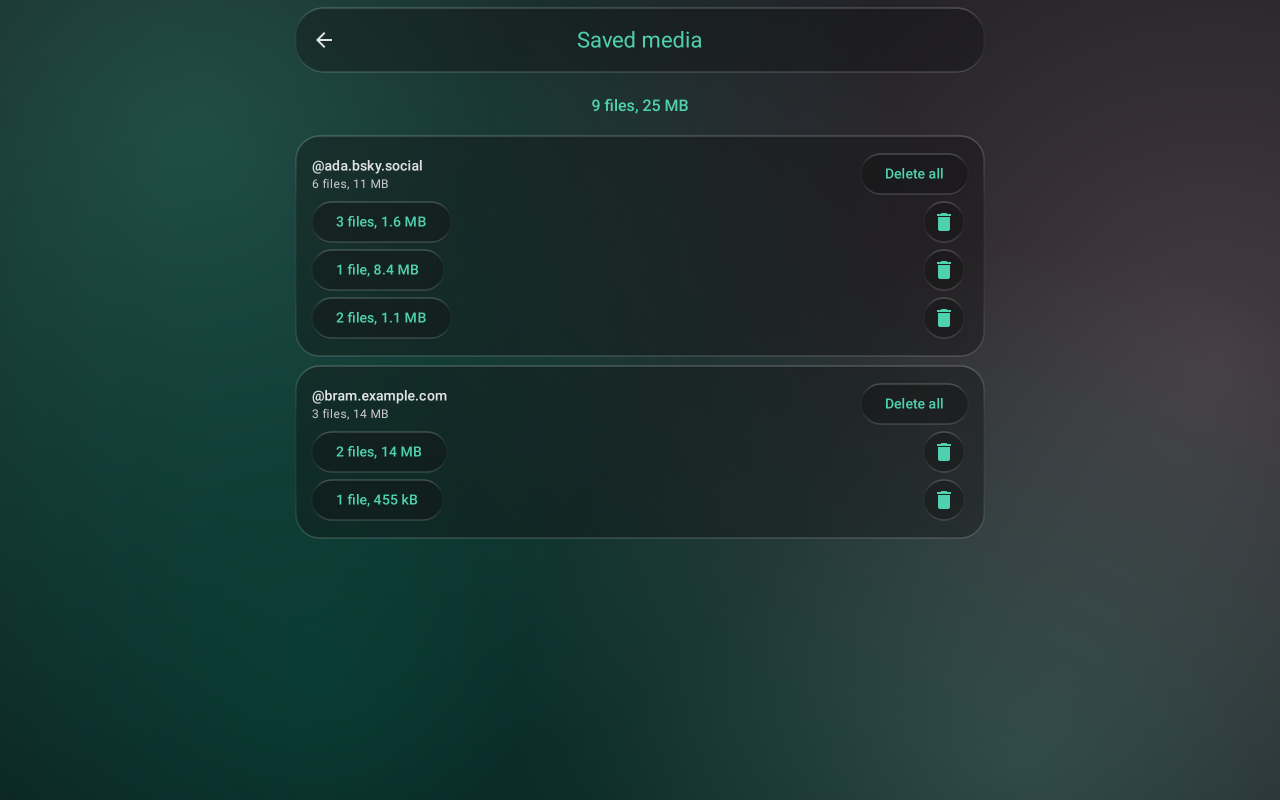 Saved media
9 files, 25 MB
@ada.bsky.social
6 files, 11 MB
Delete all
3 files, 1.6 MB
1 file, 8.4 MB
2 files, 1.1 MB
@bram.example.com
3 files, 14 MB
Delete all
2 files, 14 MB
1 file, 455 kB